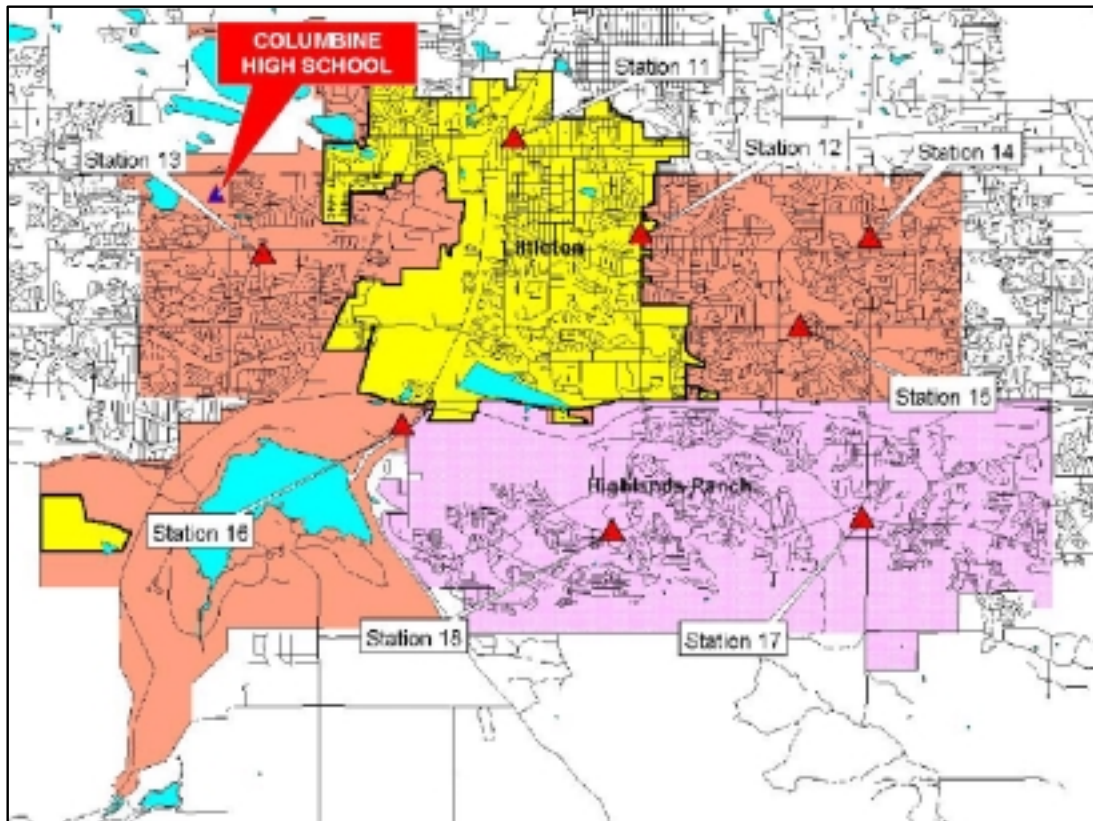 COLUMBINE
HIGH SCHOOL
Station 11
Station 13
Station 12
Station 14
Littleton
Station 15
Highlands Ranch
Station 16
Station 18
Station 17